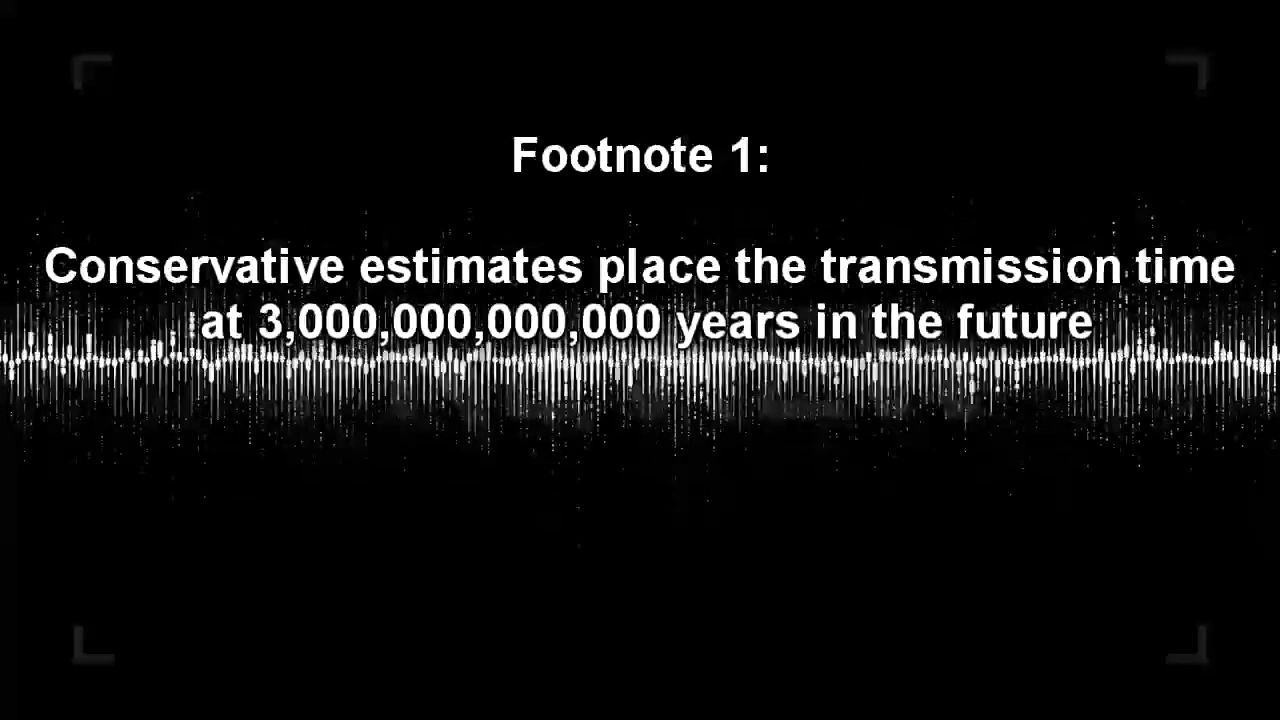 Footnote 1:
Conservative estimates place the transmission time
at 3,000,000,000,000 years in the future